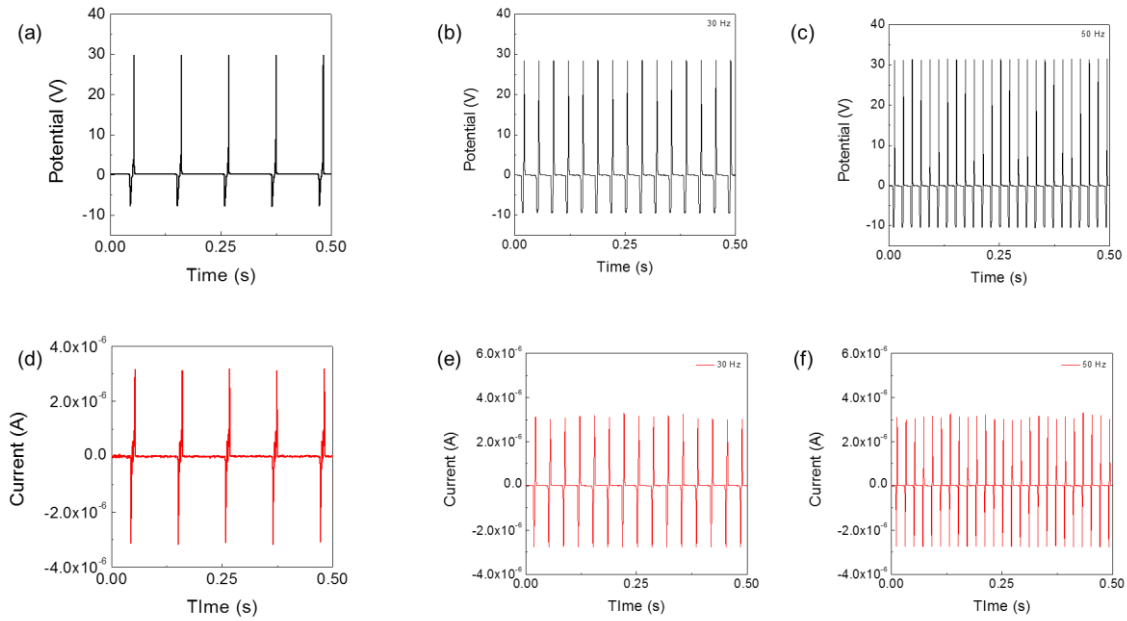 (a)
40
30
20
10
0
-10
Potential (V)
0.00 0.25 0.50
Time (s)
(b)
30 Hz
40
30
20
10
0
-10
Potential (V)
0.00 0.25 0.50
Time (s)
(c)
50 Hz
40
30
20
10
0
-10
Potential (V)
0.00 0.25 0.50
Time (s)
(d)
4.0x10⁻⁶
2.0x10⁻⁶
0.0
-2.0x10⁻⁶
-4.0x10⁻⁶
Current (A)
0.00 0.25 0.50
TIme (s)
(e)
30 Hz
6.0x10⁻⁶
4.0x10⁻⁶
2.0x10⁻⁶
0.0
-2.0x10⁻⁶
-4.0x10⁻⁶
Current (A)
0.00 0.25 0.50
TIme (s)
(f)
50 Hz
6.0x10⁻⁶
4.0x10⁻⁶
2.0x10⁻⁶
0.0
-2.0x10⁻⁶
-4.0x10⁻⁶
Current (A)
0.00 0.25 0.50
TIme (s)